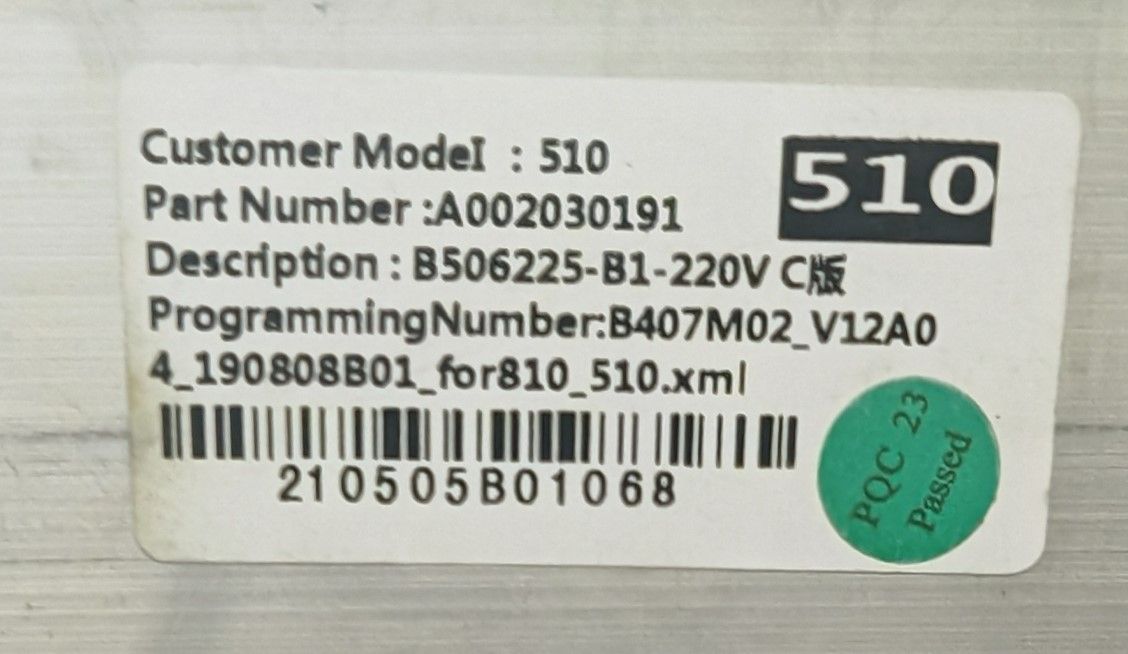 Customer Model : 510
510
Part Number :A002030191
Description : B506225-B1-220V C版
ProgrammingNumber:B407M02_V12A0
4_190808B01_for810_510.xml
210505B01068
PQC 23
Passed